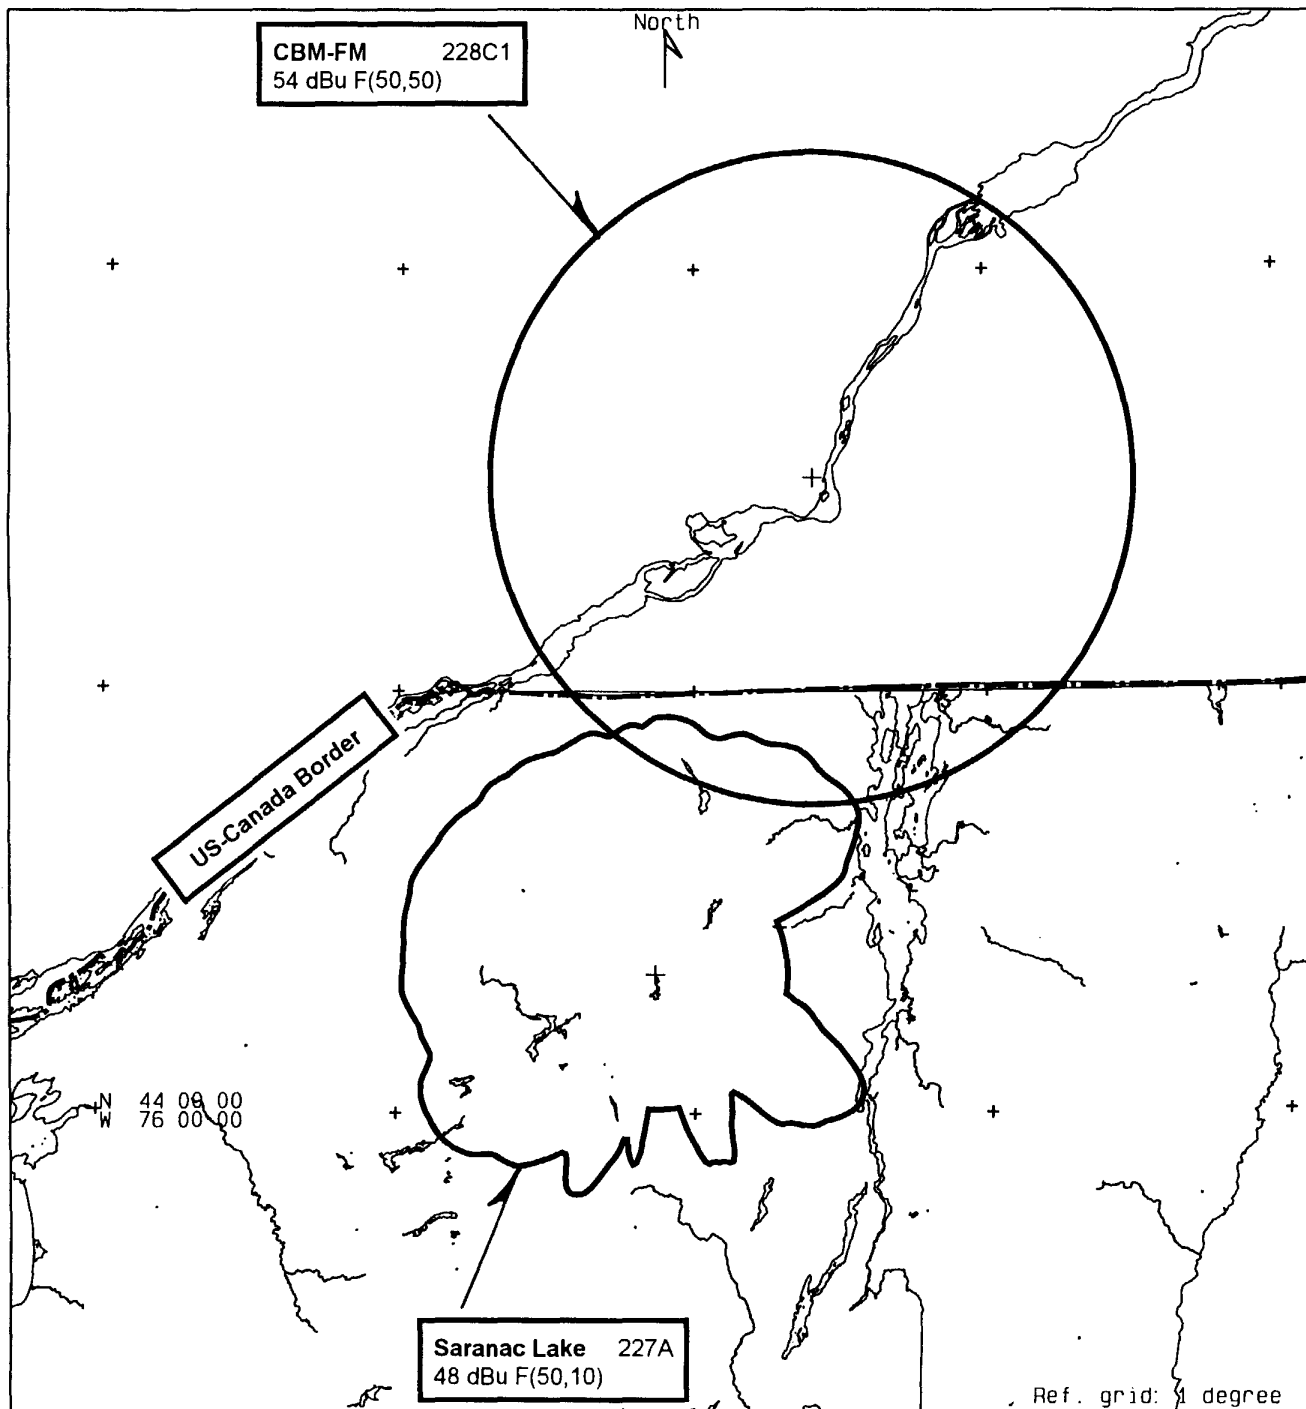 North
CBM-FM 228C1
54 dBu F(50,50)
US-Canada Border
N 44 00 00
W 76 00 00
Saranac Lake 227A
48 dBu F(50,10)
Ref. grid: 1 degree